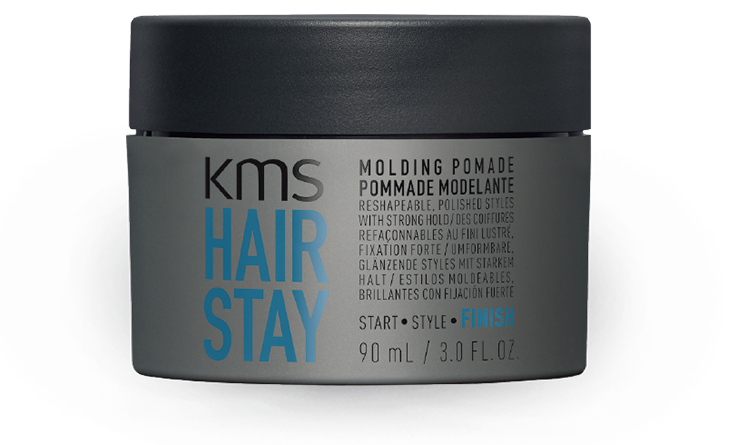 kms
HAIR
STAY
MOLDING POMADE
POMMADE MODELANTE
RESHAPEABLE, POLISHED STYLES
WITH STRONG HOLD/DES COIFFURES
REFAÇONNABLES AU FINI LUSTRÉ,
FIXATION FORTE / UMFORMBARE,
GLÄNZENDE STYLES MIT STARKEM
HALT / ESTILOS MOLDEABLES,
BRILLANTES CON FIJACIÓN FUERTE
START • STYLE • FINISH
90 mL / 3.0 FL.OZ.